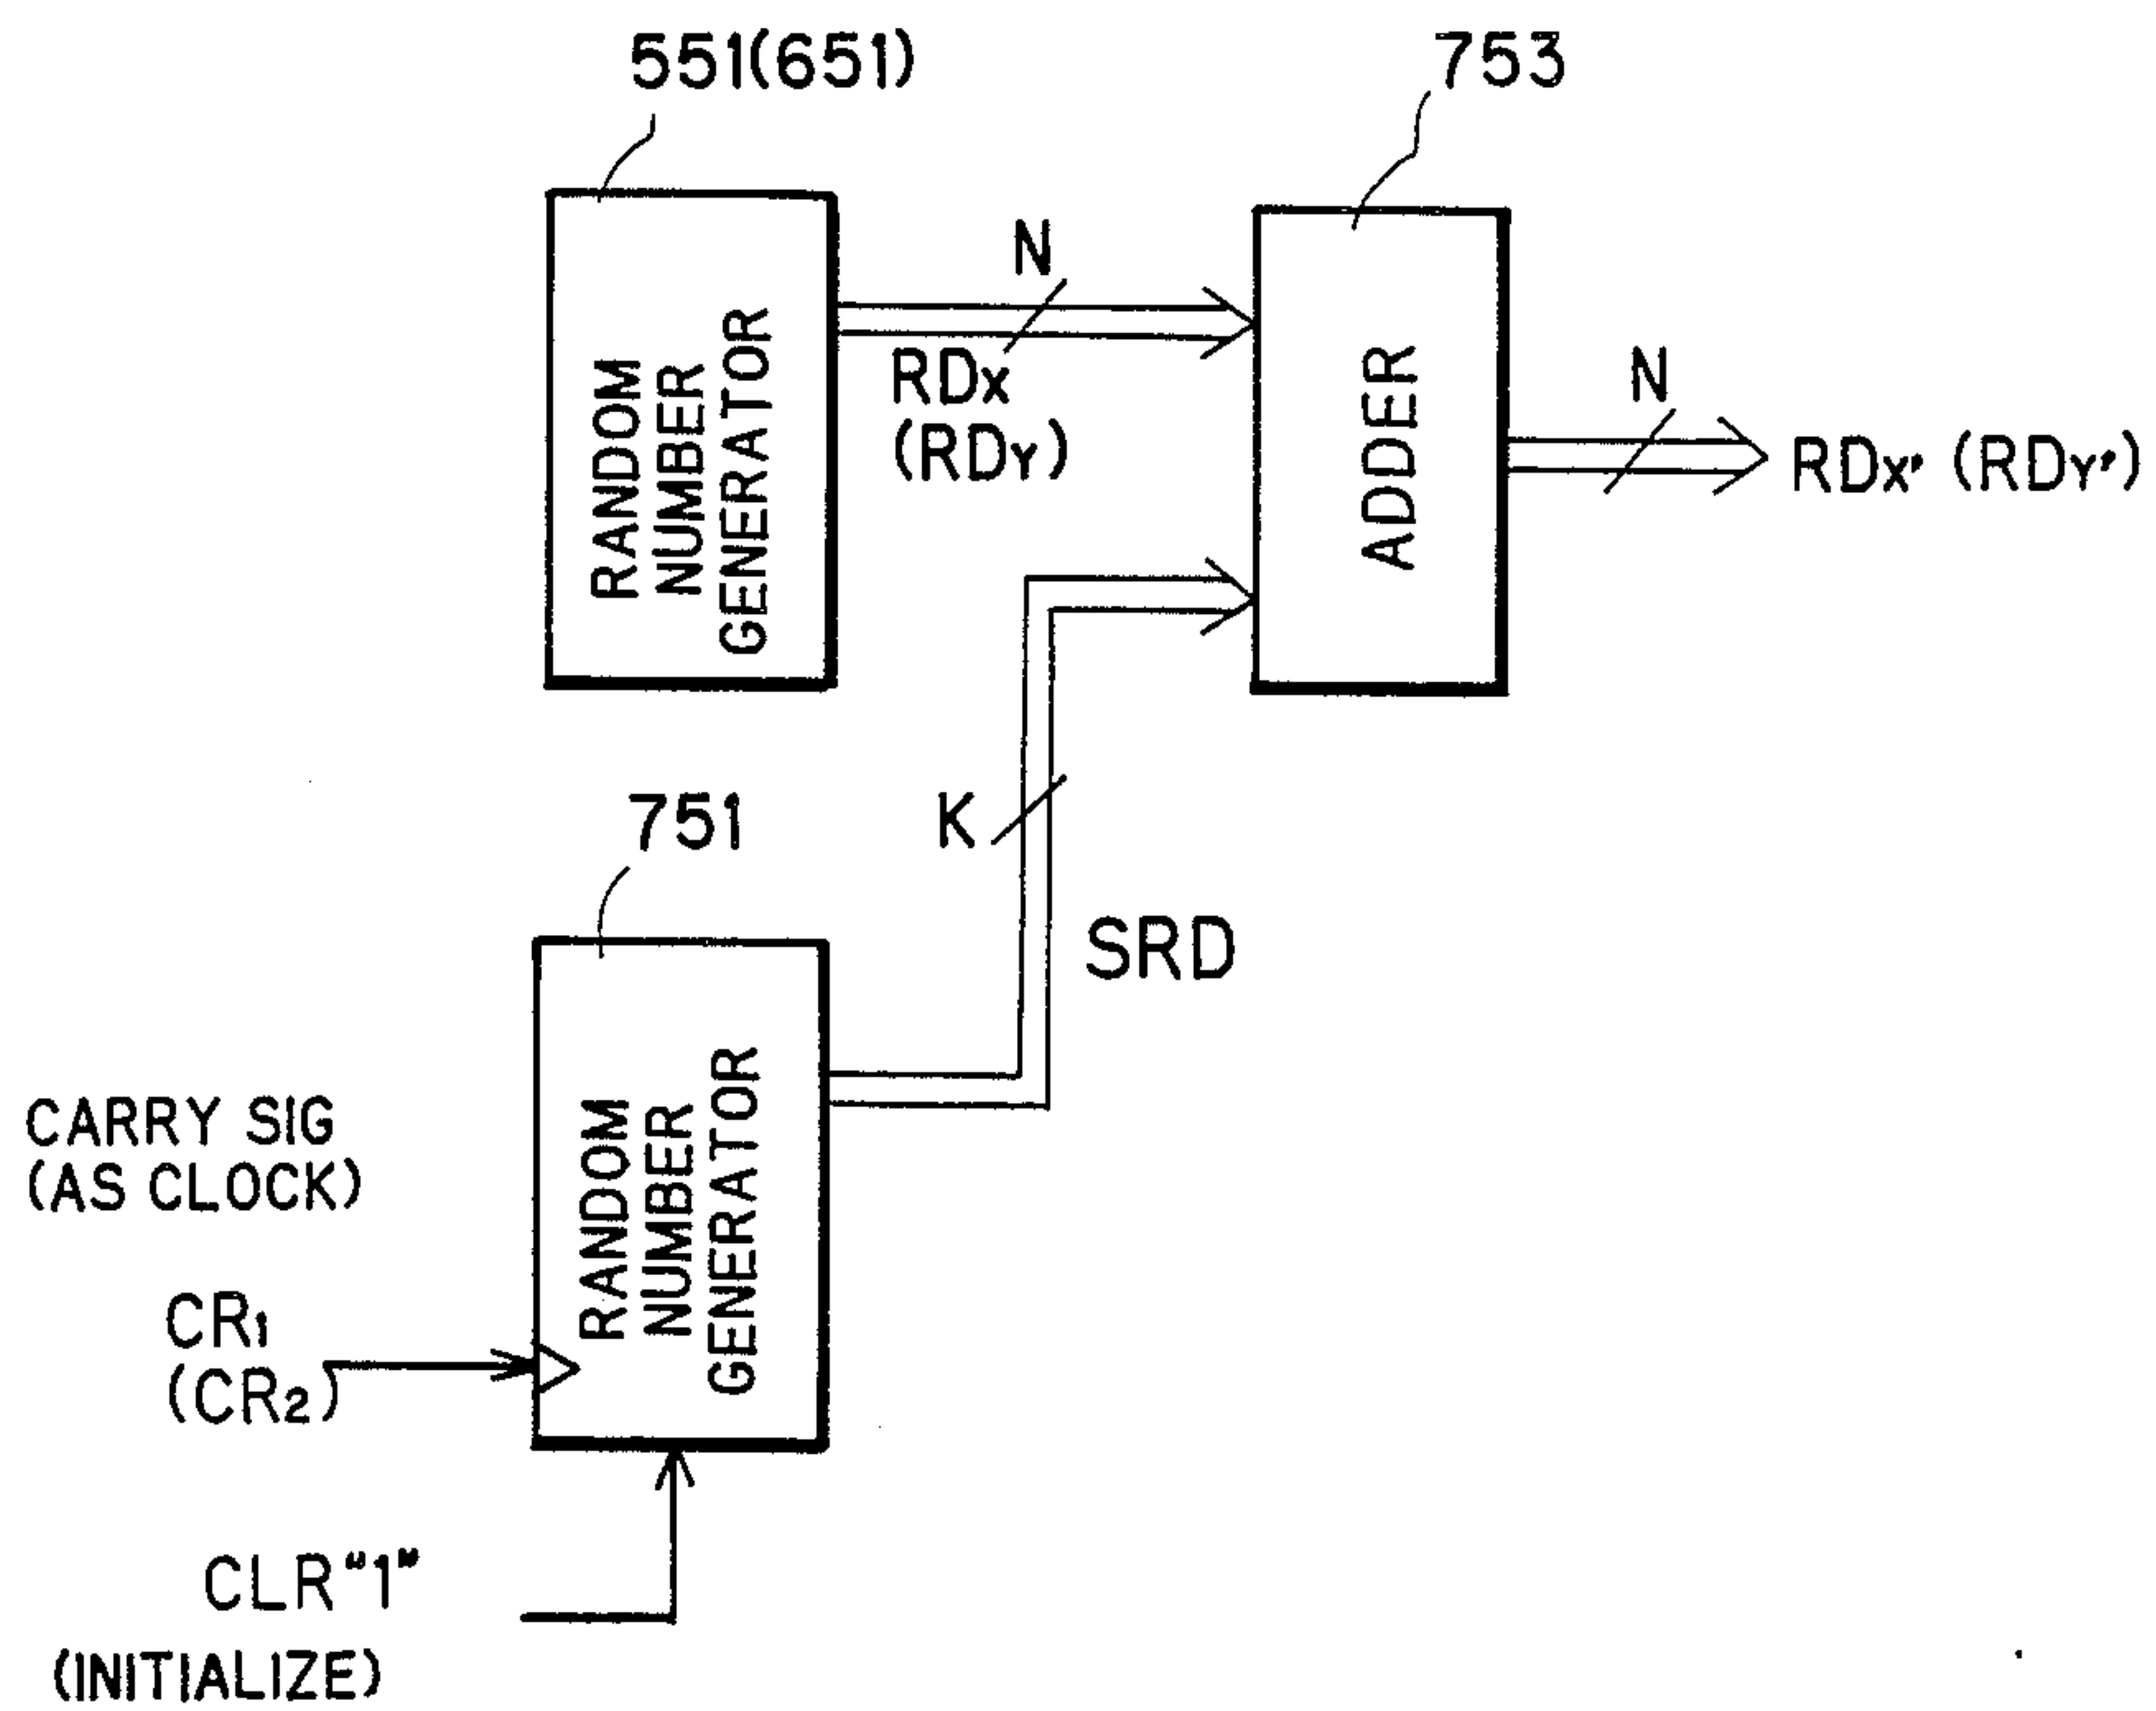 551(651)
753
RANDOM
NUMBER
GENERATOR
N
RDX
(RDY)
ADDER
N
RDX' (RDY')
K
SRD
751
RANDOM
NUMBER
GENERATOR
CARRY SIG
(AS CLOCK)
CR1
(CR2)
CLR “1”
(INITIALIZE)